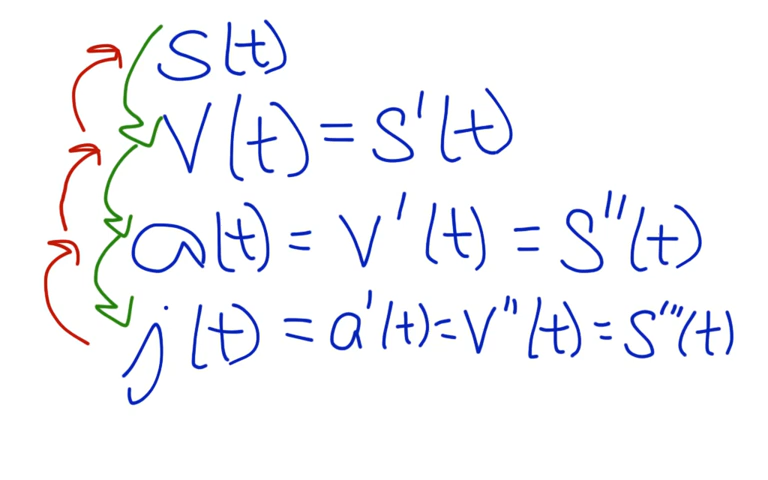 S(t)
V(t) = S'(t)
a(t) = V'(t) = S''(t)
j(t) = a'(t) = V''(t) = S'''(t)